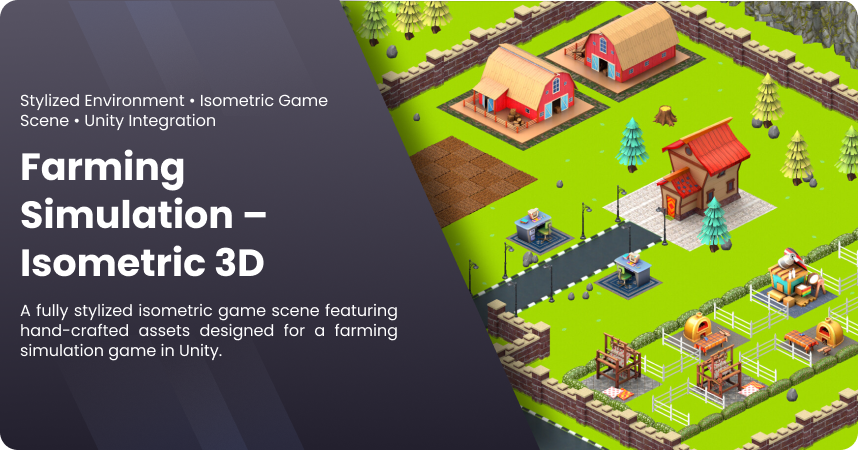 Stylized Environment • Isometric Game
Scene • Unity Integration
Farming
Simulation –
Isometric 3D
A fully stylized isometric game scene featuring
hand-crafted assets designed for a farming
simulation game in Unity.